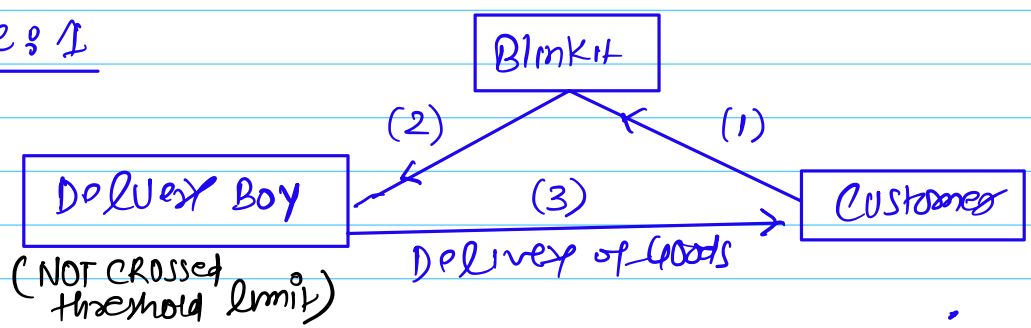 e: 1
Blinkit
(2)
(1)
Delivery Boy
(3)
Customer
Delivery of Goods
(NOT CROSSED
threshold limit)